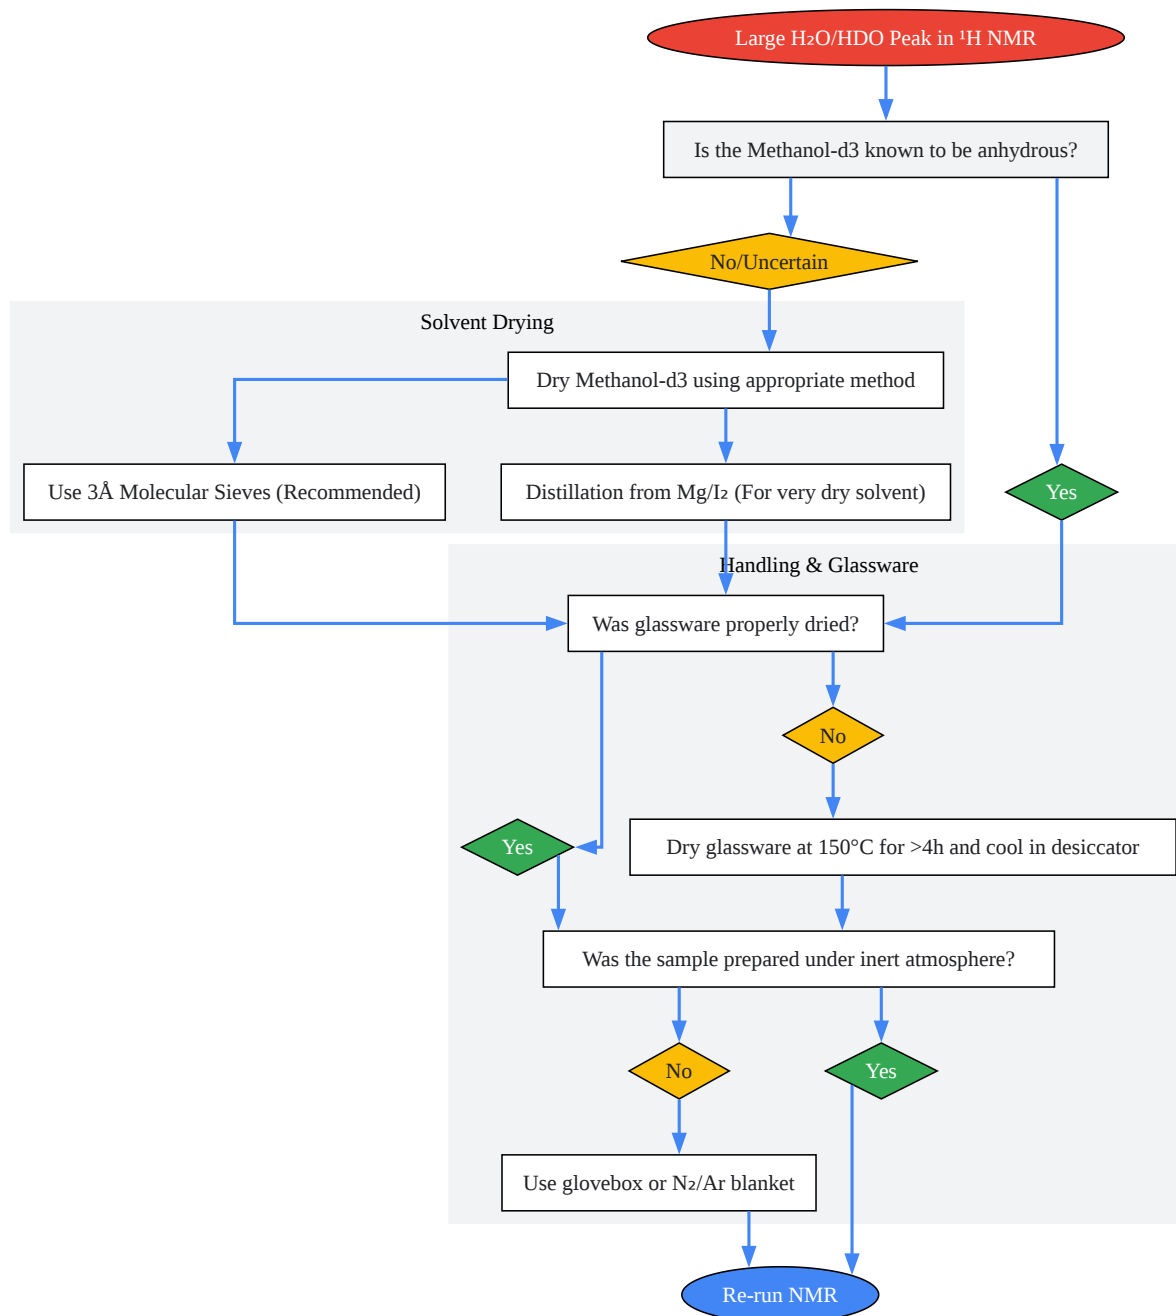 Large H₂O/HDO Peak in ¹H NMR
Is the Methanol-d3 known to be anhydrous?
No/Uncertain
Solvent Drying
Dry Methanol-d3 using appropriate method
Use 3Å Molecular Sieves (Recommended)
Distillation from Mg/I₂ (For very dry solvent)
Yes
Handling & Glassware
Was glassware properly dried?
No
Yes
Dry glassware at 150°C for >4h and cool in desiccator
Was the sample prepared under inert atmosphere?
No
Yes
Use glovebox or N₂/Ar blanket
Re-run NMR